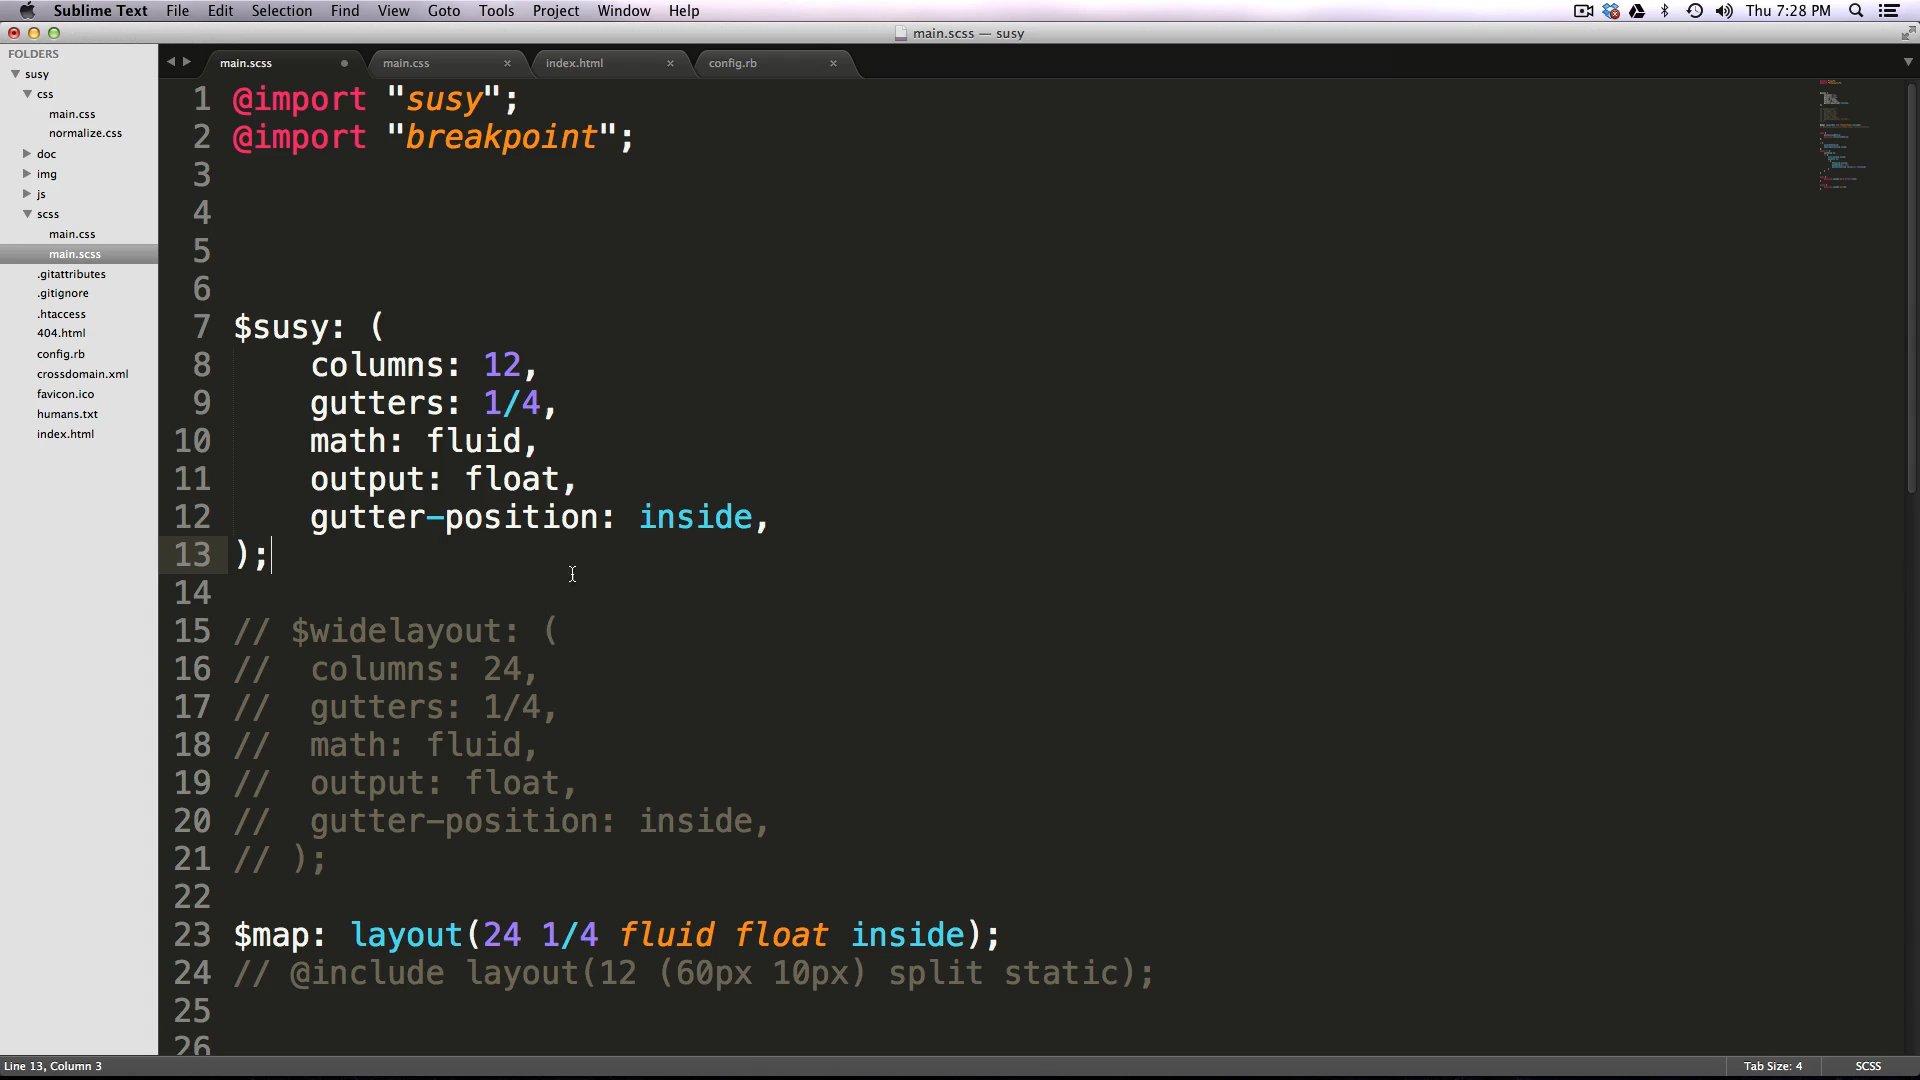 Sublime Text File Edit Selection Find View Goto Tools Project Window Help Thu 7:28 PM
main.scss — susy
FOLDERS
susy
css
main.css
normalize.css
doc
img
js
scss
main.css
main.scss
.gitattributes
.gitignore
.htaccess
404.html
config.rb
crossdomain.xml
favicon.ico
humans.txt
index.html
main.scss main.css index.html config.rb
1 @import "susy";
2 @import "breakpoint";
3
4
5
6
7 $susy: (
8 columns: 12,
9 gutters: 1/4,
10 math: fluid,
11 output: float,
12 gutter-position: inside,
13 );
14
15 // $widelayout: (
16 // columns: 24,
17 // gutters: 1/4,
18 // math: fluid,
19 // output: float,
20 // gutter-position: inside,
21 // );
22
23 $map: layout(24 1/4 fluid float inside);
24 // @include layout(12 (60px 10px) split static);
25
26
Line 13, Column 3 Tab Size: 4 SCSS